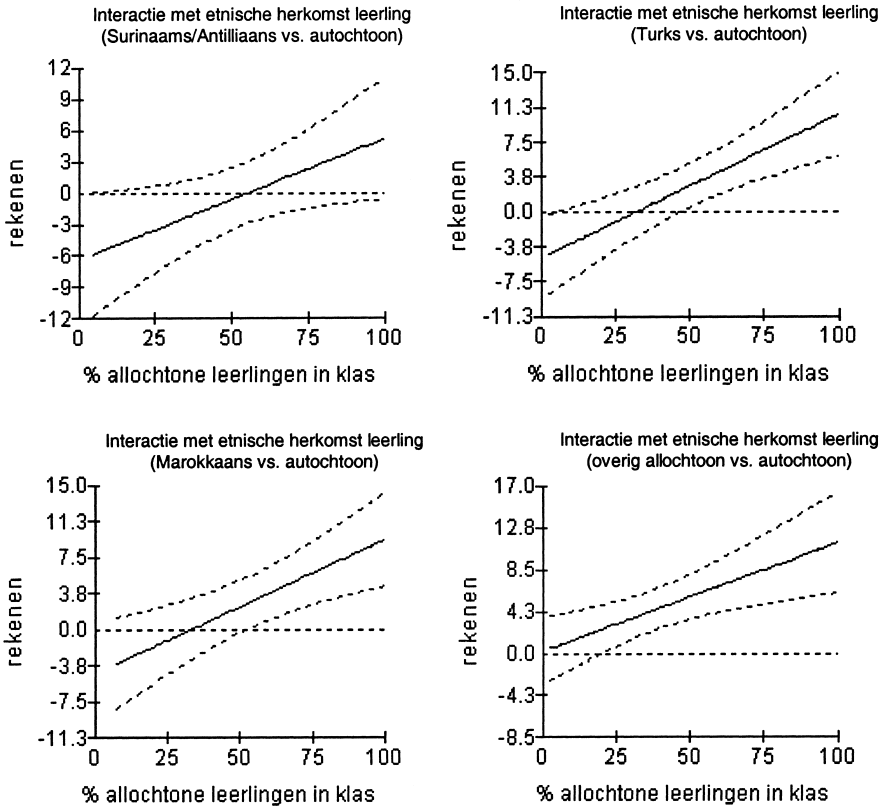 Interactie met etnische herkomst leerling
(Surinaams/Antilliaans vs. autochtoon)
12
9
6
3
0
-3
-6
-9
-12
rekenen
0 25 50 75 100
% allochtone leerlingen in klas
Interactie met etnische herkomst leerling
(Turks vs. autochtoon)
15.0
11.3
7.5
3.8
0.0
-3.8
-7.5
-11.3
rekenen
0 25 50 75 100
% allochtone leerlingen in klas
Interactie met etnische herkomst leerling
(Marokkaans vs. autochtoon)
15.0
11.3
7.5
3.8
0.0
-3.8
-7.5
-11.3
rekenen
0 25 50 75 100
% allochtone leerlingen in klas
Interactie met etnische herkomst leerling
(overig allochtoon vs. autochtoon)
17.0
12.8
8.5
4.3
0.0
-4.3
-8.5
rekenen
0 25 50 75 100
% allochtone leerlingen in klas